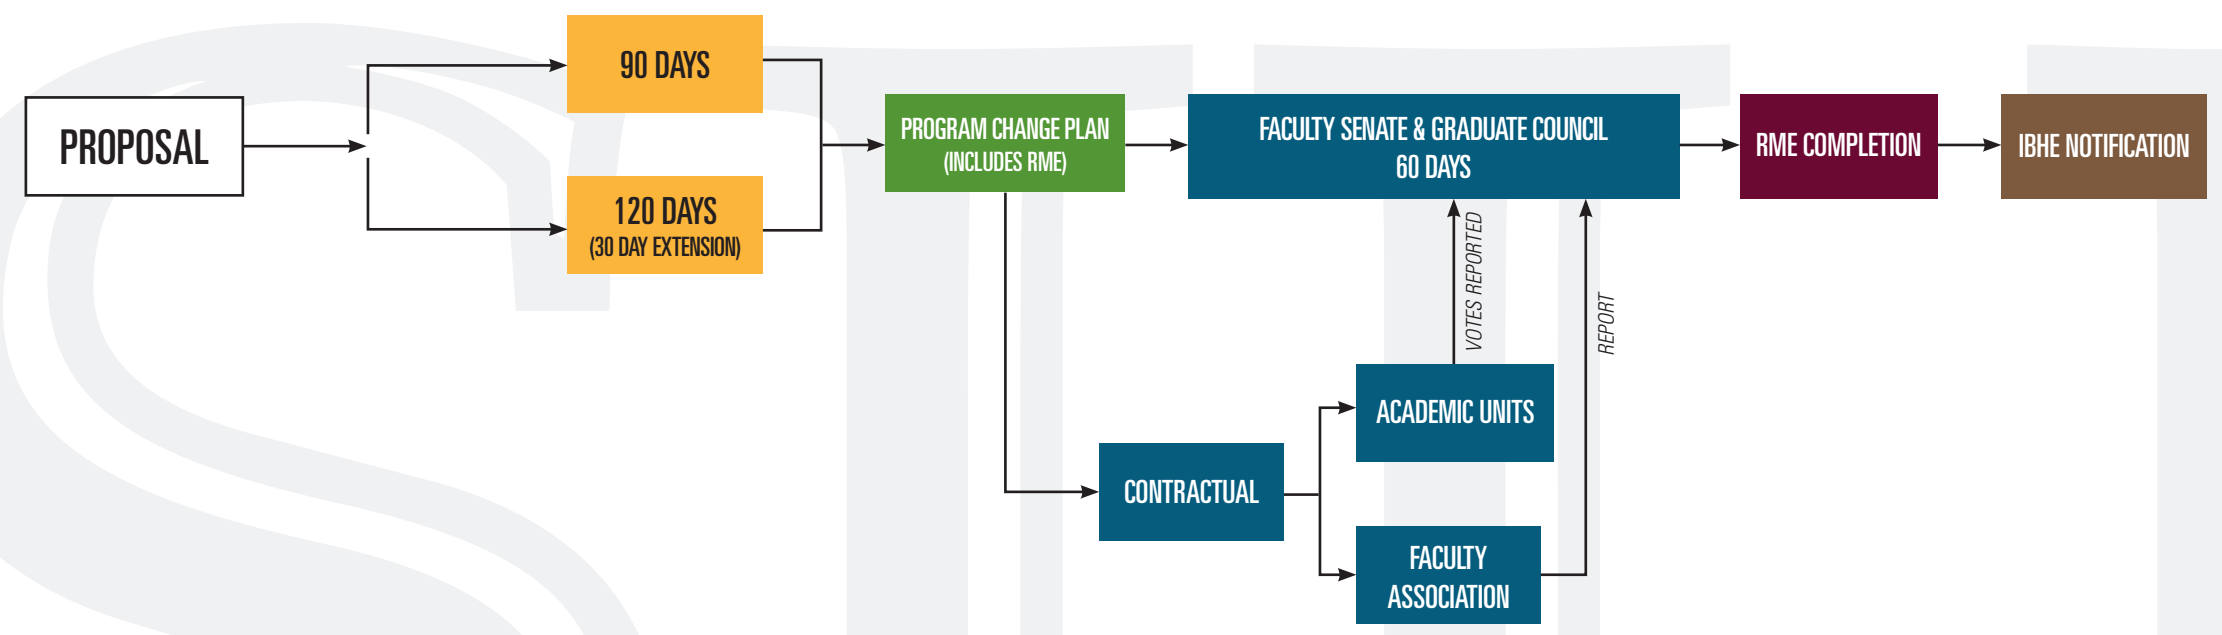 PROPOSAL
90 DAYS
120 DAYS
(30 DAY EXTENSION)
PROGRAM CHANGE PLAN
(INCLUDES RME)
FACULTY SENATE & GRADUATE COUNCIL
60 DAYS
RME COMPLETION
IBHE NOTIFICATION
VOTES REPORTED
REPORT
CONTRACTUAL
ACADEMIC UNITS
FACULTY
ASSOCIATION